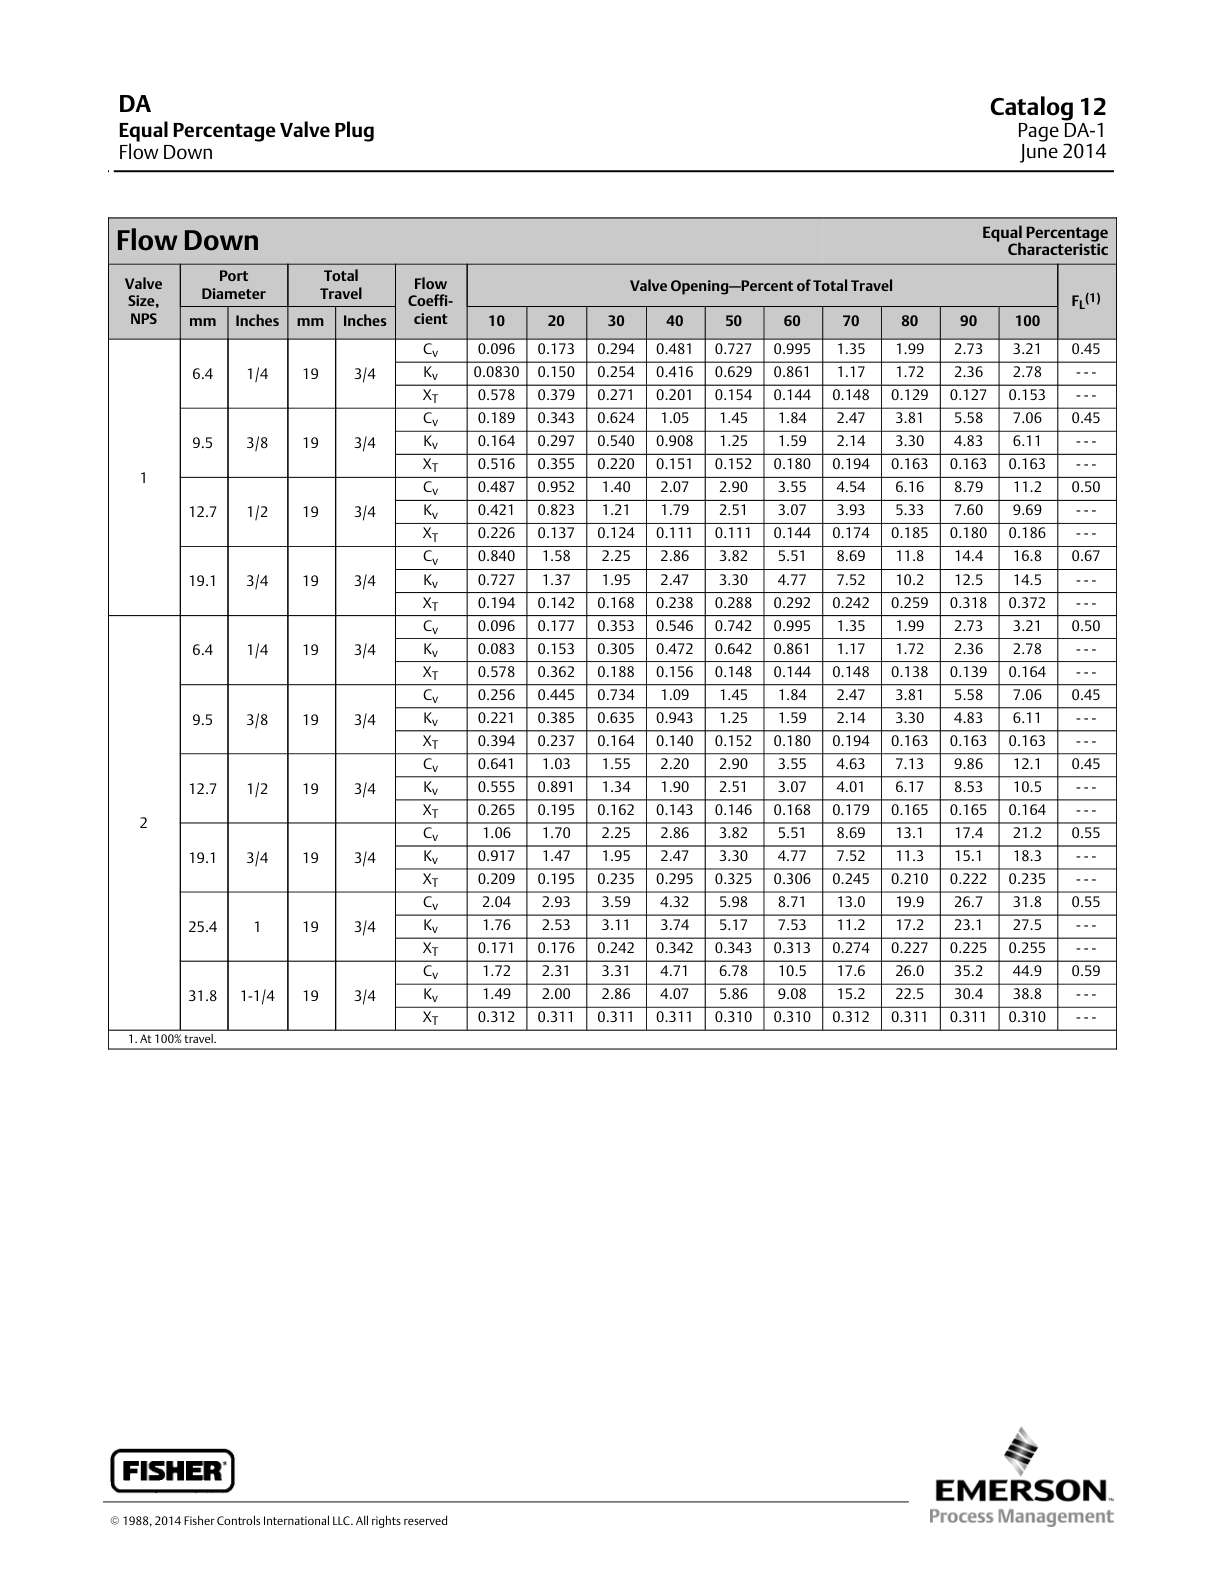 DA
Equal Percentage Valve Plug
Flow Down
Catalog 12
Page DA-1
June 2014
Flow Down
Equal Percentage
Characteristic
Valve Size, NPS Port Diameter Total Travel Flow Coeffi-cient Valve Opening—Percent of Total Travel FL(1)
mm Inches mm Inches 10 20 30 40 50 60 70 80 90 100
1 6.4 1/4 19 3/4 Cv 0.096 0.173 0.294 0.481 0.727 0.995 1.35 1.99 2.73 3.21 0.45
Kv 0.0830 0.150 0.254 0.416 0.629 0.861 1.17 1.72 2.36 2.78 ---
XT 0.578 0.379 0.271 0.201 0.154 0.144 0.148 0.129 0.127 0.153 ---
9.5 3/8 19 3/4 Cv 0.189 0.343 0.624 1.05 1.45 1.84 2.47 3.81 5.58 7.06 0.45
Kv 0.164 0.297 0.540 0.908 1.25 1.59 2.14 3.30 4.83 6.11 ---
XT 0.516 0.355 0.220 0.151 0.152 0.180 0.194 0.163 0.163 0.163 ---
12.7 1/2 19 3/4 Cv 0.487 0.952 1.40 2.07 2.90 3.55 4.54 6.16 8.79 11.2 0.50
Kv 0.421 0.823 1.21 1.79 2.51 3.07 3.93 5.33 7.60 9.69 ---
XT 0.226 0.137 0.124 0.111 0.111 0.144 0.174 0.185 0.180 0.186 ---
19.1 3/4 19 3/4 Cv 0.840 1.58 2.25 2.86 3.82 5.51 8.69 11.8 14.4 16.8 0.67
Kv 0.727 1.37 1.95 2.47 3.30 4.77 7.52 10.2 12.5 14.5 ---
XT 0.194 0.142 0.168 0.238 0.288 0.292 0.242 0.259 0.318 0.372 ---
2 6.4 1/4 19 3/4 Cv 0.096 0.177 0.353 0.546 0.742 0.995 1.35 1.99 2.73 3.21 0.50
Kv 0.083 0.153 0.305 0.472 0.642 0.861 1.17 1.72 2.36 2.78 ---
XT 0.578 0.362 0.188 0.156 0.148 0.144 0.148 0.138 0.139 0.164 ---
9.5 3/8 19 3/4 Cv 0.256 0.445 0.734 1.09 1.45 1.84 2.47 3.81 5.58 7.06 0.45
Kv 0.221 0.385 0.635 0.943 1.25 1.59 2.14 3.30 4.83 6.11 ---
XT 0.394 0.237 0.164 0.140 0.152 0.180 0.194 0.163 0.163 0.163 ---
12.7 1/2 19 3/4 Cv 0.641 1.03 1.55 2.20 2.90 3.55 4.63 7.13 9.86 12.1 0.45
Kv 0.555 0.891 1.34 1.90 2.51 3.07 4.01 6.17 8.53 10.5 ---
XT 0.265 0.195 0.162 0.143 0.146 0.168 0.179 0.165 0.165 0.164 ---
19.1 3/4 19 3/4 Cv 1.06 1.70 2.25 2.86 3.82 5.51 8.69 13.1 17.4 21.2 0.55
Kv 0.917 1.47 1.95 2.47 3.30 4.77 7.52 11.3 15.1 18.3 ---
XT 0.209 0.195 0.235 0.295 0.325 0.306 0.245 0.210 0.222 0.235 ---
25.4 1 19 3/4 Cv 2.04 2.93 3.59 4.32 5.98 8.71 13.0 19.9 26.7 31.8 0.55
Kv 1.76 2.53 3.11 3.74 5.17 7.53 11.2 17.2 23.1 27.5 ---
XT 0.171 0.176 0.242 0.342 0.343 0.313 0.274 0.227 0.225 0.255 ---
31.8 1-1/4 19 3/4 Cv 1.72 2.31 3.31 4.71 6.78 10.5 17.6 26.0 35.2 44.9 0.59
Kv 1.49 2.00 2.86 4.07 5.86 9.08 15.2 22.5 30.4 38.8 ---
XT 0.312 0.311 0.311 0.311 0.310 0.310 0.312 0.311 0.311 0.310 ---
1. At 100% travel.
FISHER®
EMERSON™
Process Management
© 1988, 2014 Fisher Controls International LLC. All rights reserved